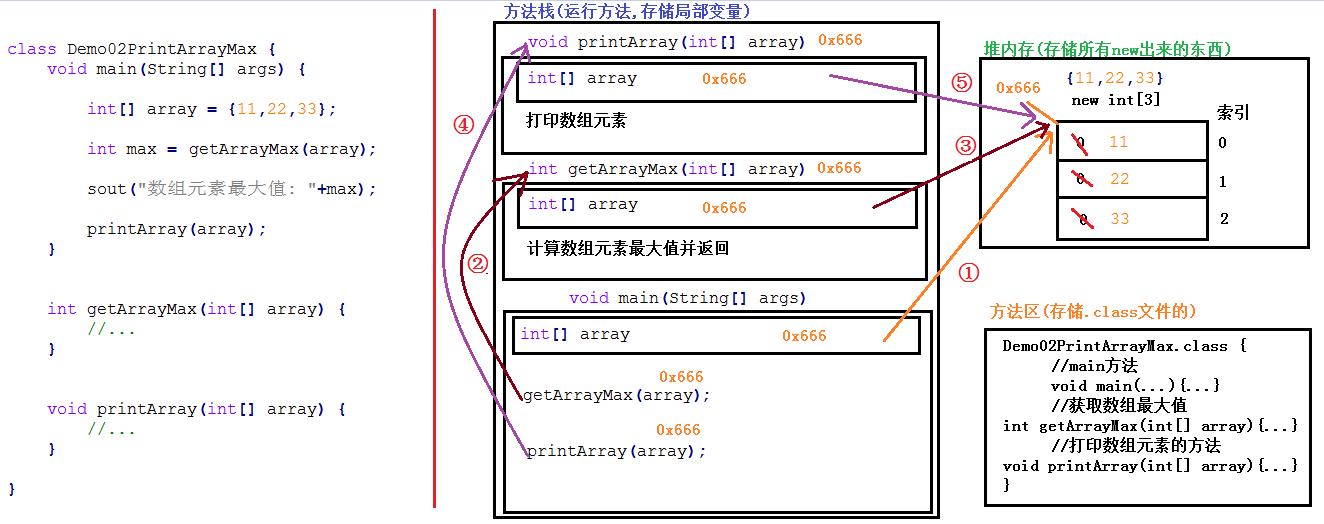 class Demo02PrintArrayMax {
void main(String[] args) {
int[] array = {11,22,33};
int max = getArrayMax(array);
sout("数组元素最大值: "+max);
printArray(array);
}
int getArrayMax(int[] array) {
//...
}
void printArray(int[] array) {
//...
}
}
方法栈(运行方法,存储局部变量)
void printArray(int[] array) 0x666
int[] array 0x666
打印数组元素
④
int getArrayMax(int[] array) 0x666
int[] array 0x666
计算数组元素最大值并返回
②
void main(String[] args)
int[] array 0x666
0x666
getArrayMax(array);
0x666
printArray(array);
⑤
③
①
堆内存(存储所有new出来的东西)
0x666
{11,22,33}
new int[3]
索引
0 11 0
0 22 1
0 33 2
方法区(存储.class文件的)
Demo02PrintArrayMax.class {
//main方法
void main(...){...}
//获取数组最大值
int getArrayMax(int[] array){...}
//打印数组元素的方法
void printArray(int[] array){...}
}